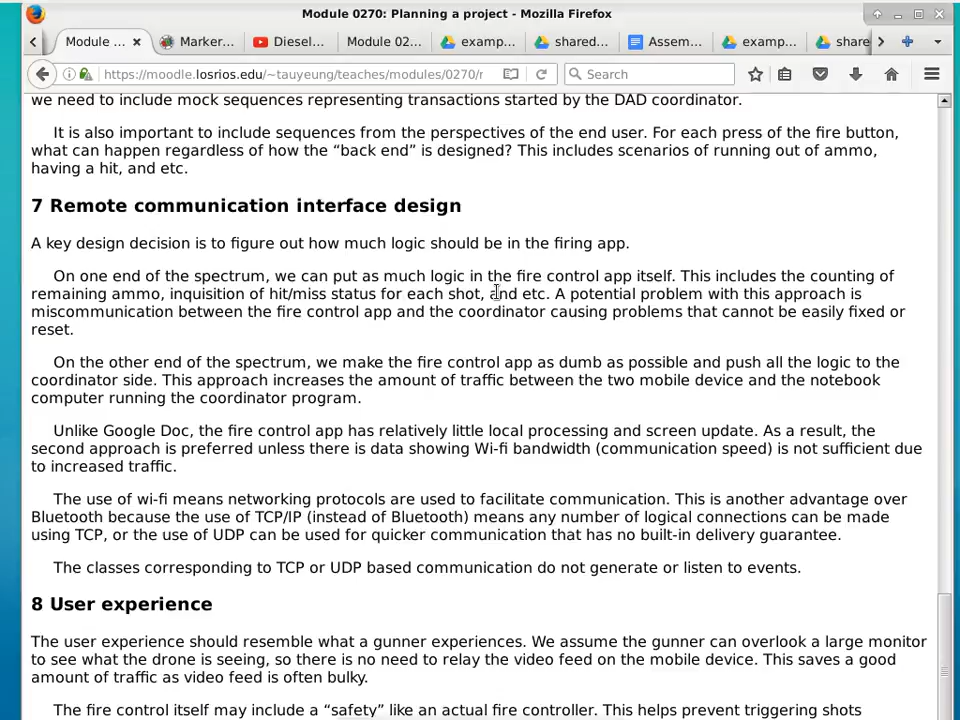 Module 0270: Planning a project - Mozilla Firefox
Module ... Marker... Diesel... Module 02... examp... shared... Assem... examp... share
https://moodle.losrios.edu/~tauyeung/teaches/modules/0270/r Search
we need to include mock sequences representing transactions started by the DAD coordinator.
It is also important to include sequences from the perspectives of the end user. For each press of the fire button,
what can happen regardless of how the “back end” is designed? This includes scenarios of running out of ammo,
having a hit, and etc.
7 Remote communication interface design
A key design decision is to figure out how much logic should be in the firing app.
On one end of the spectrum, we can put as much logic in the fire control app itself. This includes the counting of
remaining ammo, inquisition of hit/miss status for each shot, and etc. A potential problem with this approach is
miscommunication between the fire control app and the coordinator causing problems that cannot be easily fixed or
reset.
On the other end of the spectrum, we make the fire control app as dumb as possible and push all the logic to the
coordinator side. This approach increases the amount of traffic between the two mobile device and the notebook
computer running the coordinator program.
Unlike Google Doc, the fire control app has relatively little local processing and screen update. As a result, the
second approach is preferred unless there is data showing Wi-fi bandwidth (communication speed) is not sufficient due
to increased traffic.
The use of wi-fi means networking protocols are used to facilitate communication. This is another advantage over
Bluetooth because the use of TCP/IP (instead of Bluetooth) means any number of logical connections can be made
using TCP, or the use of UDP can be used for quicker communication that has no built-in delivery guarantee.
The classes corresponding to TCP or UDP based communication do not generate or listen to events.
8 User experience
The user experience should resemble what a gunner experiences. We assume the gunner can overlook a large monitor
to see what the drone is seeing, so there is no need to relay the video feed on the mobile device. This saves a good
amount of traffic as video feed is often bulky.
The fire control itself may include a “safety” like an actual fire controller. This helps prevent triggering shots